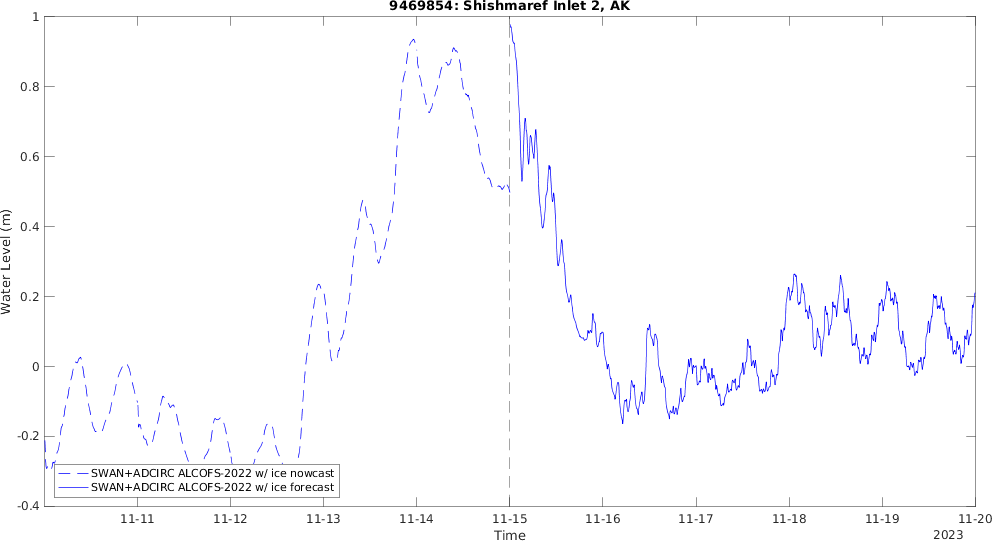 9469854: Shishmaref Inlet 2, AK
Water Level (m)
1
0.8
0.6
0.4
0.2
0
-0.2
-0.4
SWAN+ADCIRC ALCOFS-2022 w/ ice nowcast
SWAN+ADCIRC ALCOFS-2022 w/ ice forecast
11-11 11-12 11-13 11-14 11-15 11-16 11-17 11-18 11-19 11-20
Time
2023